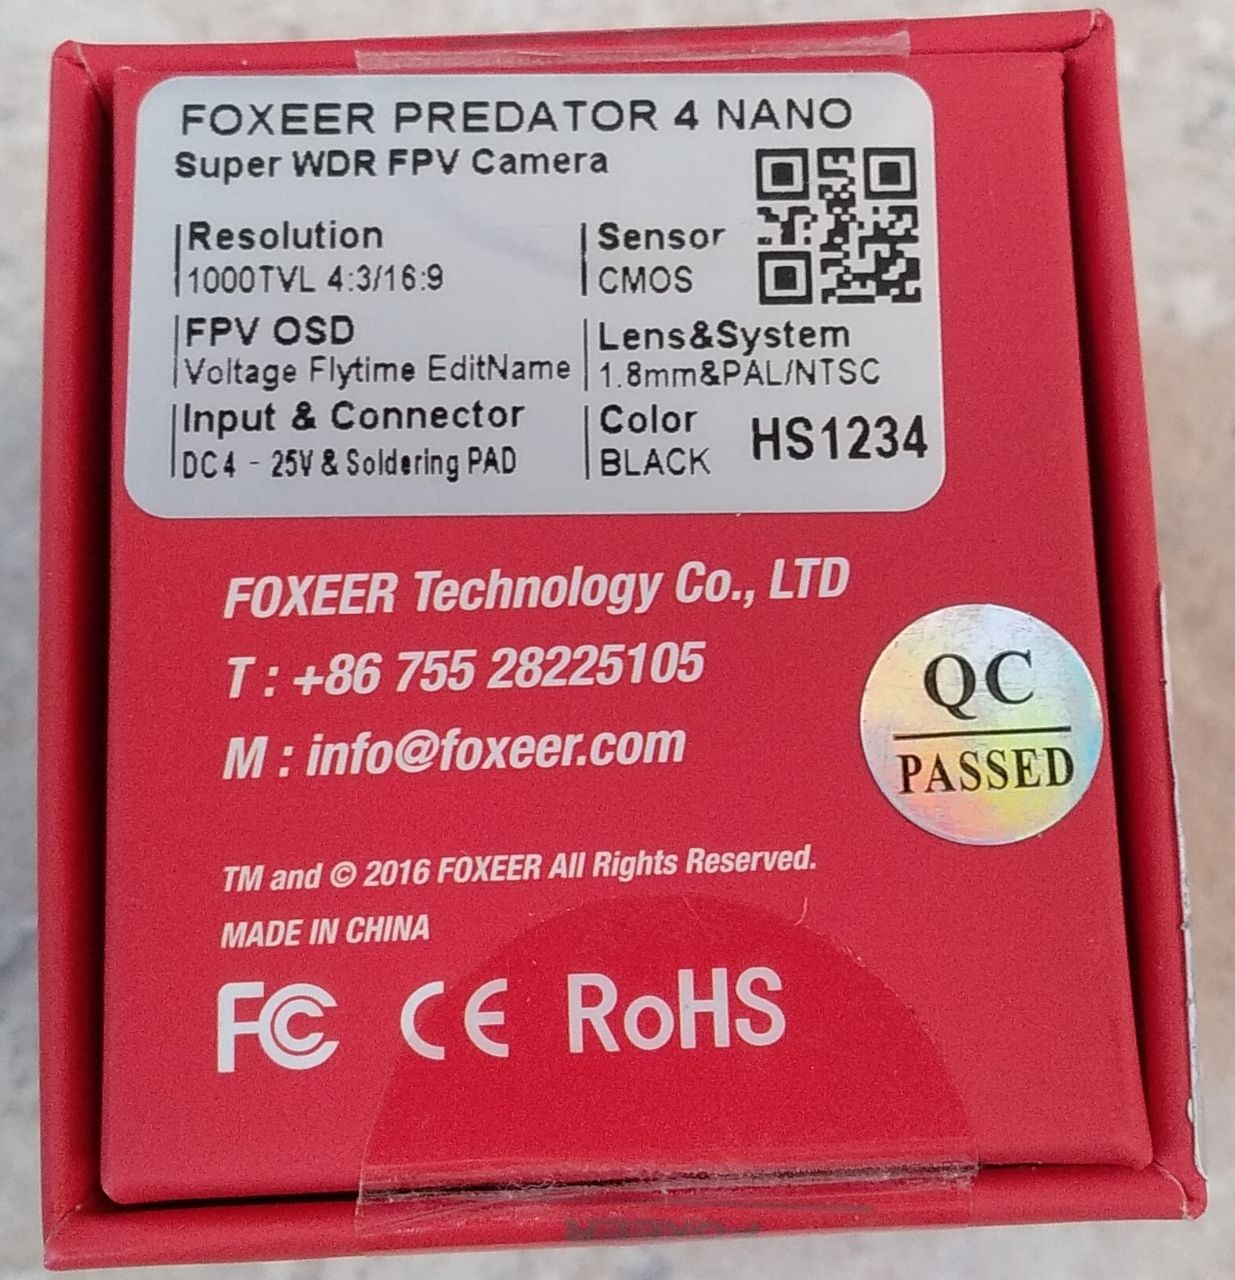 FOXEER PREDATOR 4 NANO
Super WDR FPV Camera
Resolution
1000TVL 4:3/16:9
Sensor
CMOS
FPV OSD
Voltage Flytime EditName
Lens&System
1.8mm&PAL/NTSC
Input & Connector
DC4 - 25V & Soldering PAD
Color
BLACK
HS1234
FOXEER Technology Co., LTD
T : +86 755 28225105
M : info@foxeer.com
QC
PASSED
TM and © 2016 FOXEER All Rights Reserved.
MADE IN CHINA
FC CE RoHS